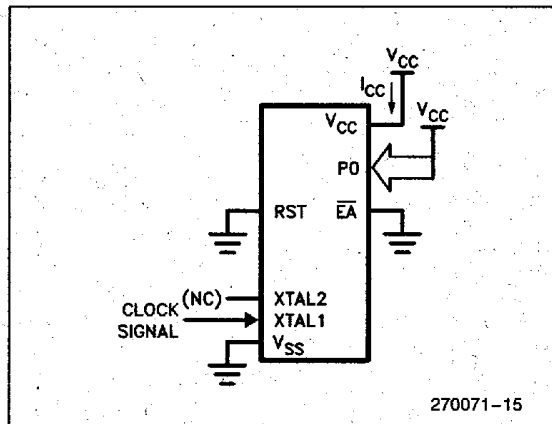 VCC
ICC
VCC
VCC
P0
RST
EA
(NC)
XTAL2
CLOCK
SIGNAL
XTAL1
VSS
270071-15